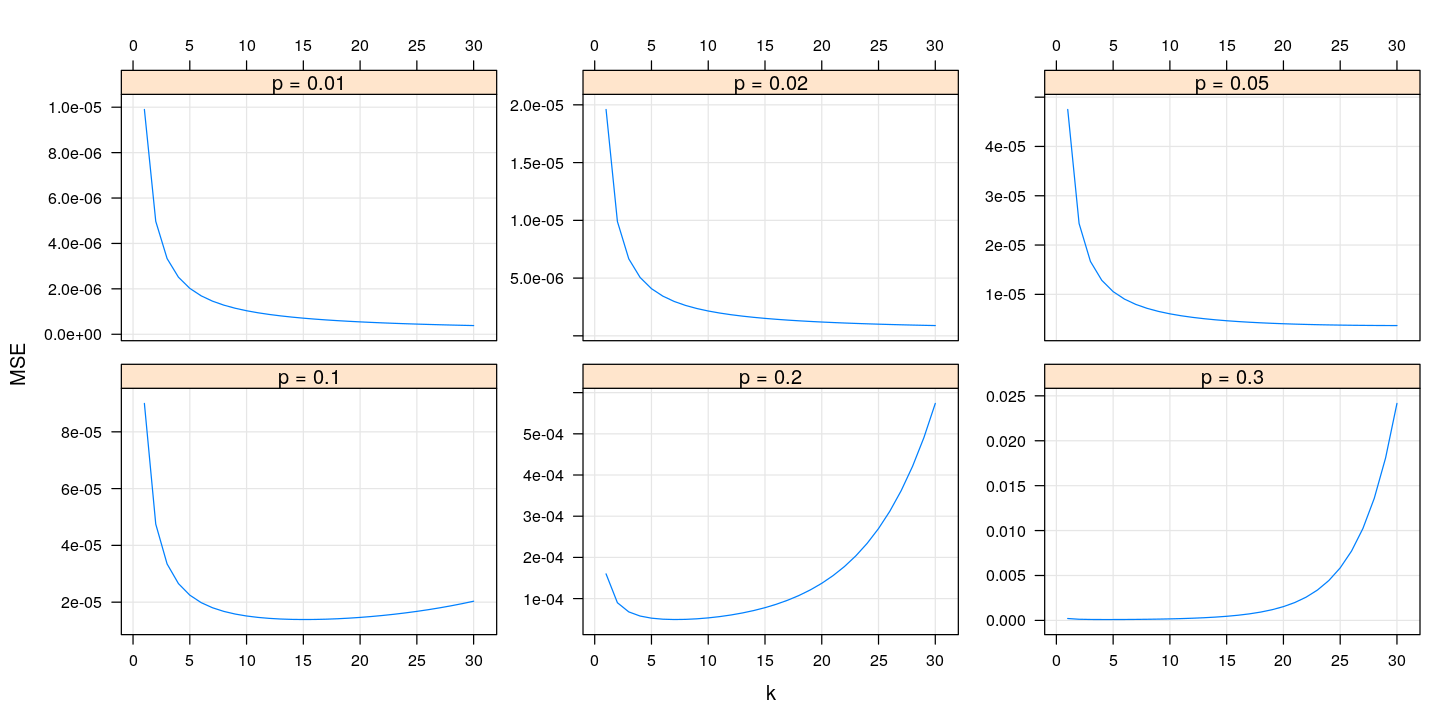 0 5 10 15 20 25 30 0 5 10 15 20 25 30 0 5 10 15 20 25 30
p = 0.01 p = 0.02 p = 0.05
1.0e-05
8.0e-06
6.0e-06
4.0e-06
2.0e-06
0.0e+00
2.0e-05
1.5e-05
1.0e-05
5.0e-06
4e-05
3e-05
2e-05
1e-05
MSE
p = 0.1 p = 0.2 p = 0.3
8e-05
6e-05
4e-05
2e-05
5e-04
4e-04
3e-04
2e-04
1e-04
0.025
0.020
0.015
0.010
0.005
0.000
0 5 10 15 20 25 30 0 5 10 15 20 25 30 0 5 10 15 20 25 30
k